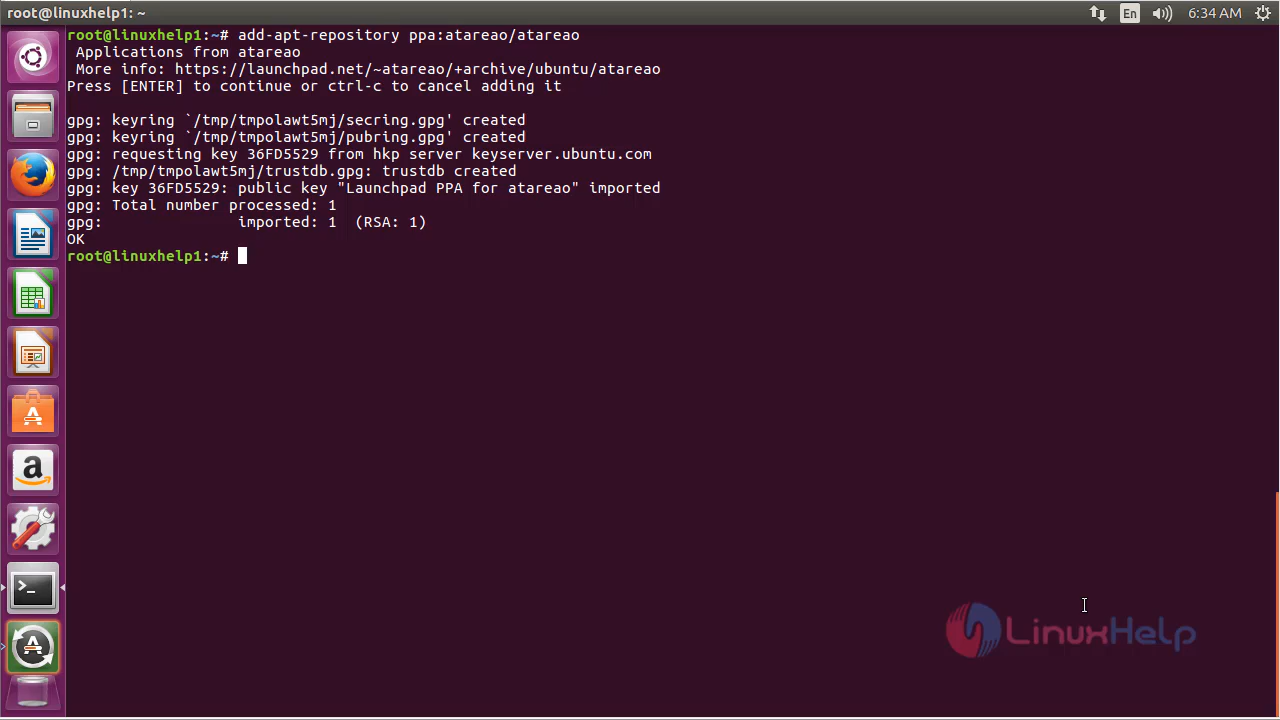 root@linuxhelp1: ~
En
6:34 AM
root@linuxhelp1:~# add-apt-repository ppa:atareao/atareao
 Applications from atareao
 More info: https://launchpad.net/~atareao/+archive/ubuntu/atareao
Press [ENTER] to continue or ctrl-c to cancel adding it
gpg: keyring `/tmp/tmpolawt5mj/secring.gpg' created
gpg: keyring `/tmp/tmpolawt5mj/pubring.gpg' created
gpg: requesting key 36FD5529 from hkp server keyserver.ubuntu.com
gpg: /tmp/tmpolawt5mj/trustdb.gpg: trustdb created
gpg: key 36FD5529: public key "Launchpad PPA for atareao" imported
gpg: Total number processed: 1
gpg:               imported: 1  (RSA: 1)
OK
root@linuxhelp1:~#
LinuxHelp